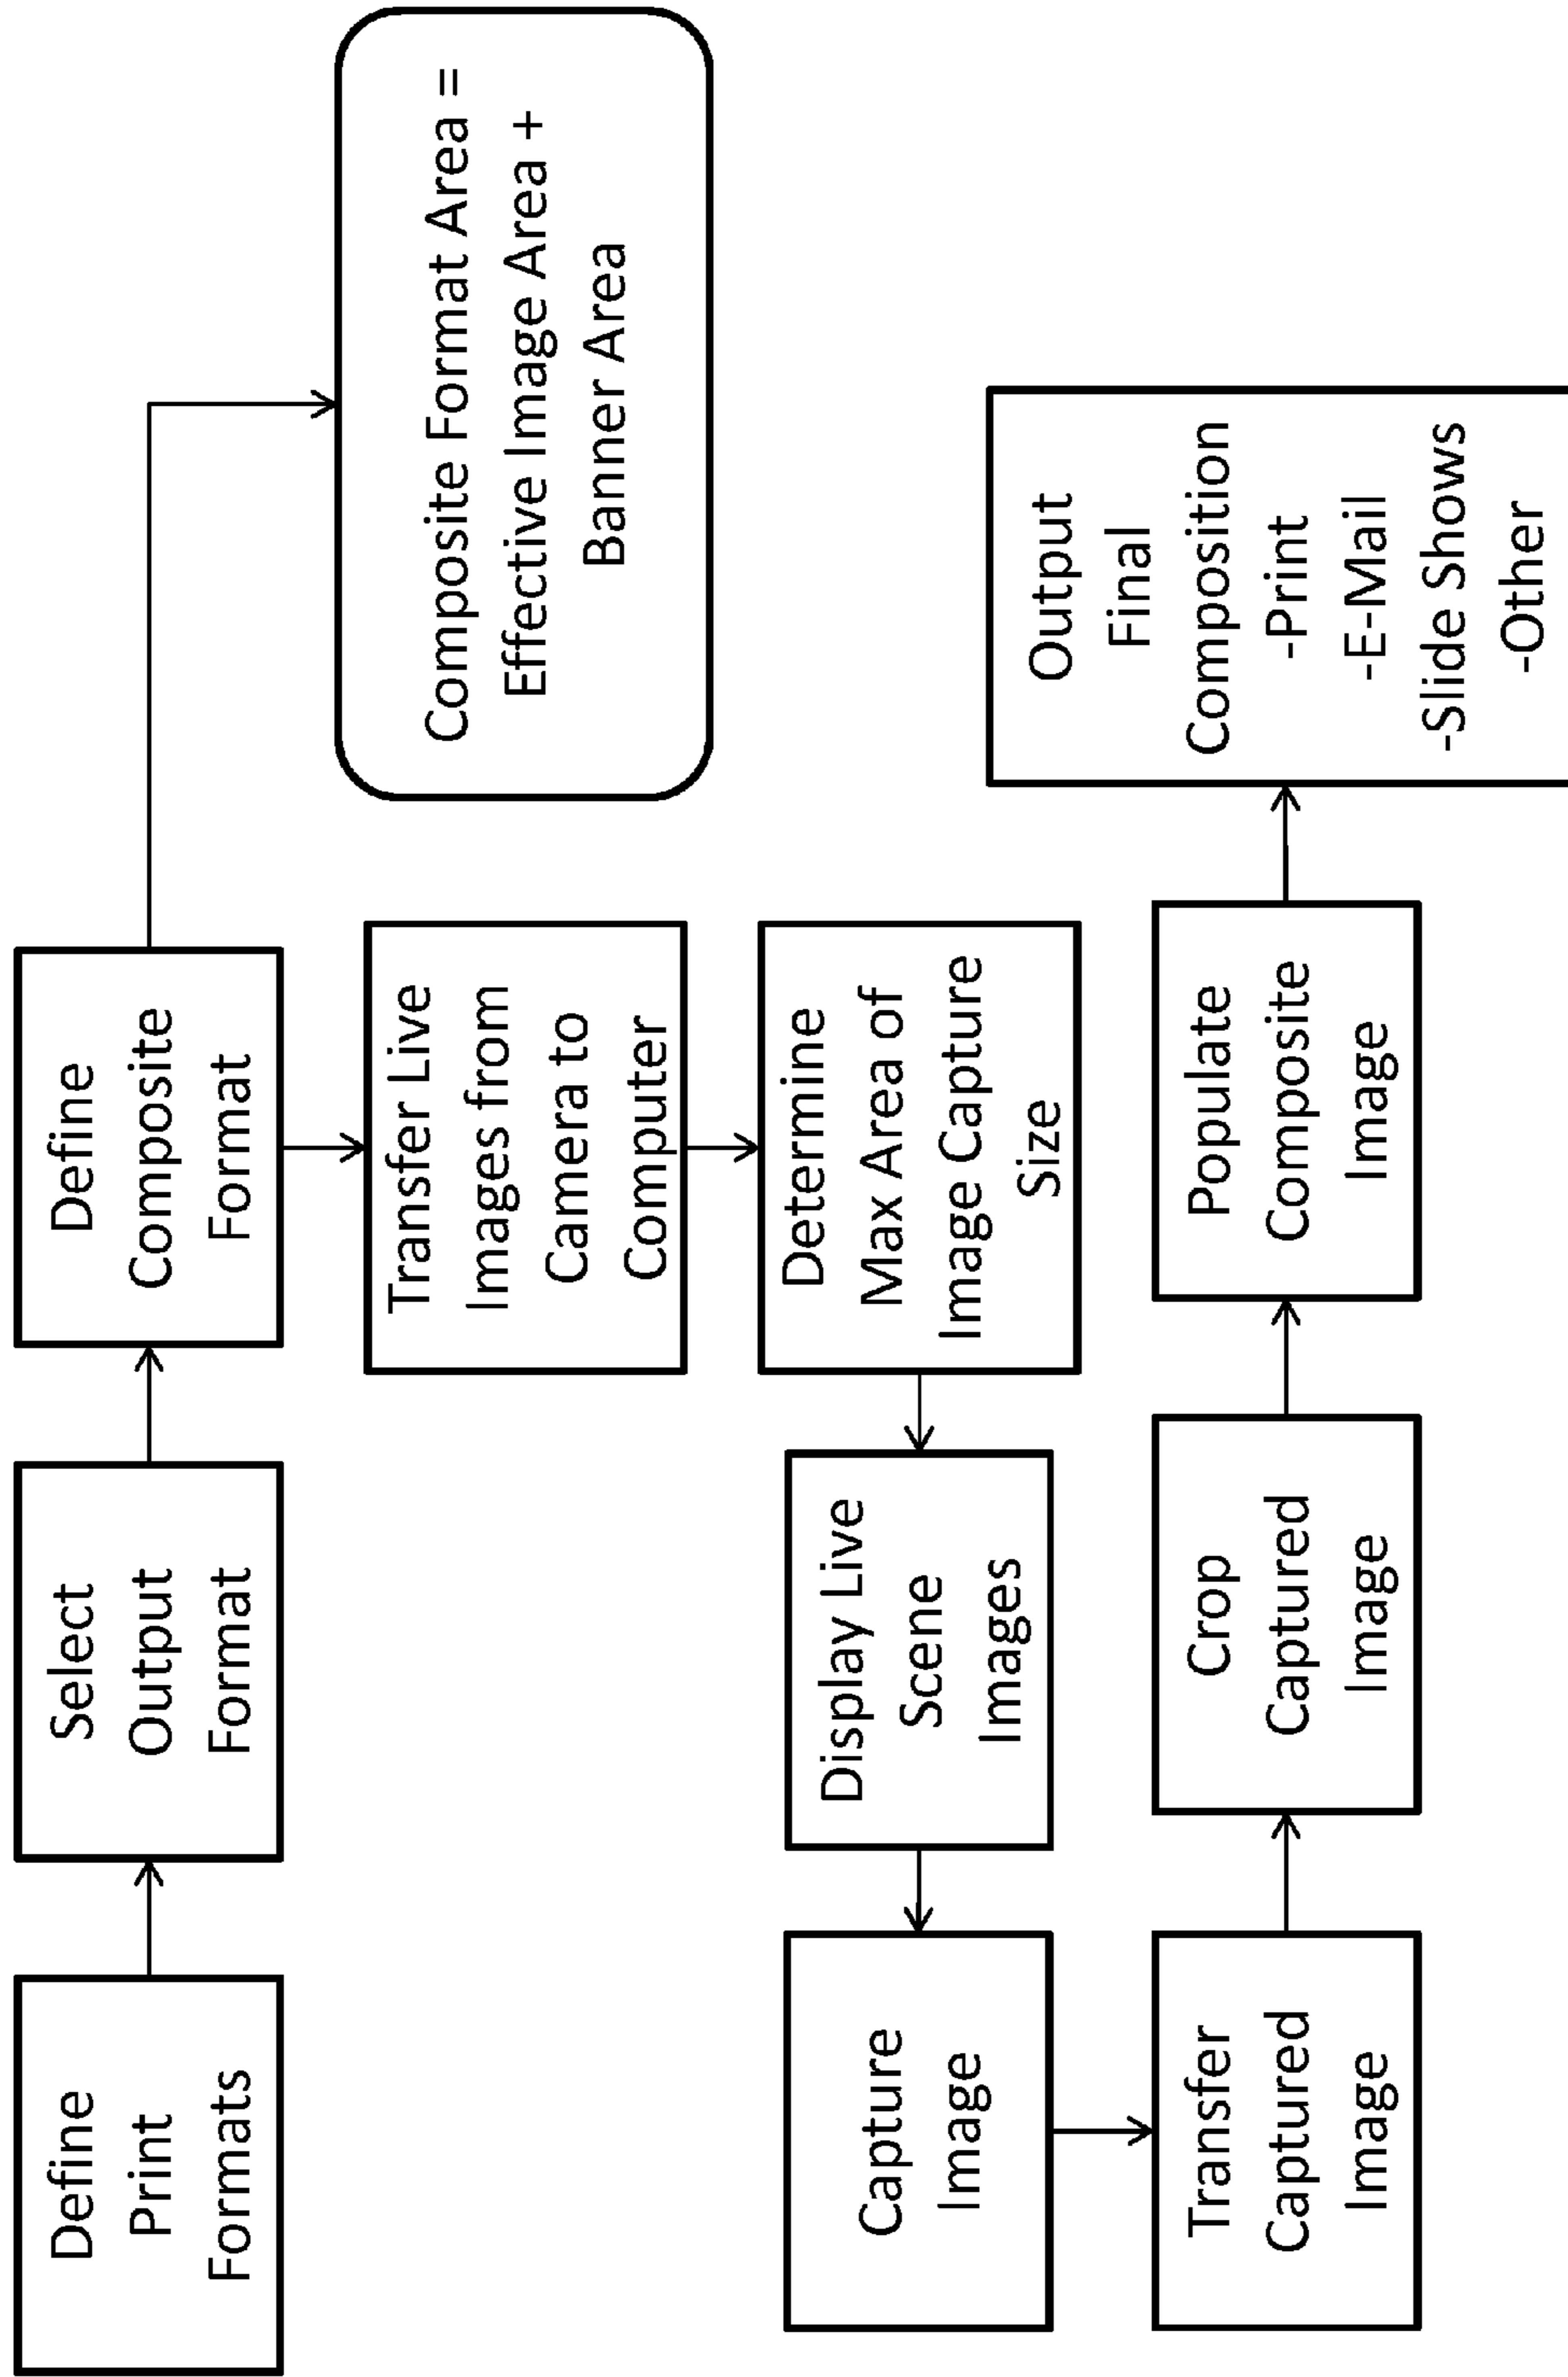 Define
Print
Formats
Select
Output
Format
Define
Composite
Format
Composite Format Area =
Effective Image Area +
Banner Area
Transfer Live
Images from
Camera to
Computer
Determine
Max Area of
Image Capture
Size
Display Live
Scene
Images
Capture
Image
Transfer
Captured
Image
Crop
Captured
Image
Populate
Composite
Image
Output
Final
Composition
-Print
-E-Mail
-Slide Shows
-Other